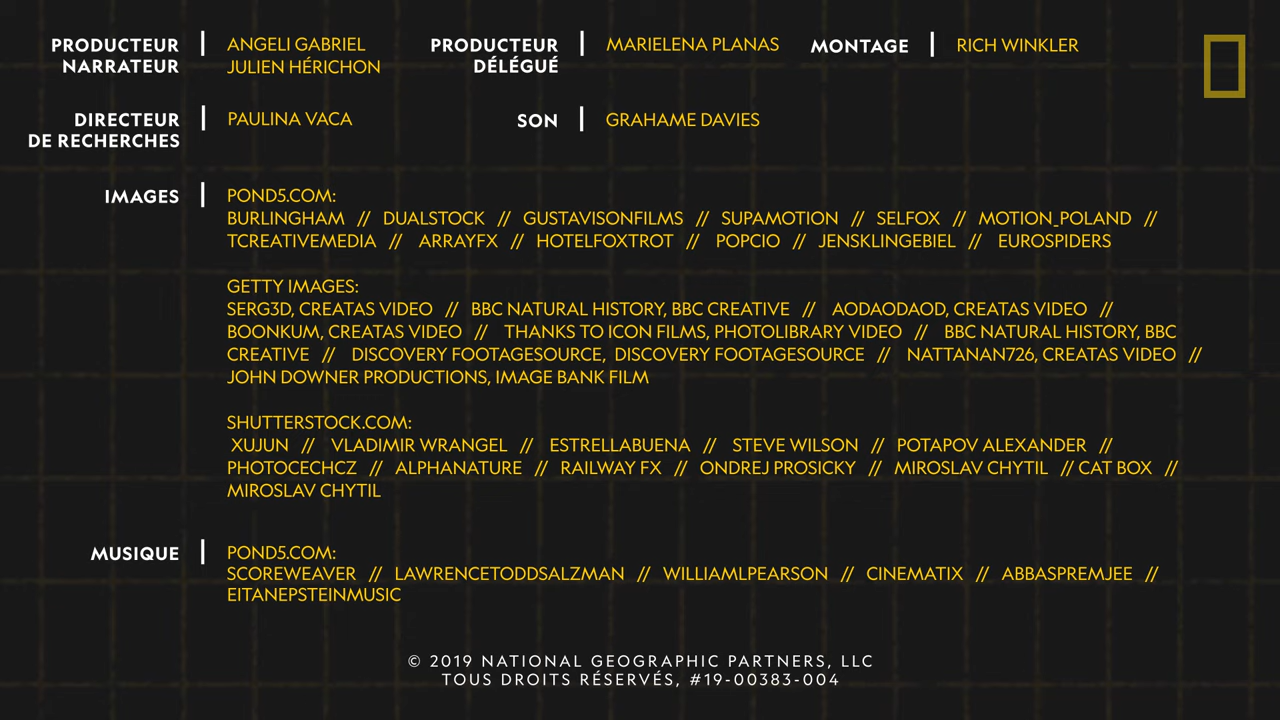 PRODUCTEUR NARRATEUR | ANGELI GABRIEL
JULIEN HÉRICHON
PRODUCTEUR DÉLÉGUÉ | MARIELENA PLANAS
MONTAGE | RICH WINKLER
DIRECTEUR DE RECHERCHES | PAULINA VACA
SON | GRAHAME DAVIES
IMAGES | POND5.COM:
BURLINGHAM // DUALSTOCK // GUSTAVISONFILMS // SUPAMOTION // SELFOX // MOTION_POLAND //
TCREATIVEMEDIA // ARRAYFX // HOTELFOXTROT // POPCIO // JENSKLINGEBIEL // EUROSPIDERS
GETTY IMAGES:
SERG3D, CREATAS VIDEO // BBC NATURAL HISTORY, BBC CREATIVE // AODAODAOD, CREATAS VIDEO //
BOONKUM, CREATAS VIDEO // THANKS TO ICON FILMS, PHOTOLIBRARY VIDEO // BBC NATURAL HISTORY, BBC
CREATIVE // DISCOVERY FOOTAGESOURCE, DISCOVERY FOOTAGESOURCE // NATTANAN726, CREATAS VIDEO //
JOHN DOWNER PRODUCTIONS, IMAGE BANK FILM
SHUTTERSTOCK.COM:
XUJUN // VLADIMIR WRANGEL // ESTRELLABUENA // STEVE WILSON // POTAPOV ALEXANDER //
PHOTOCECHCZ // ALPHANATURE // RAILWAY FX // ONDREJ PROSICKY // MIROSLAV CHYTIL // CAT BOX //
MIROSLAV CHYTIL
MUSIQUE | POND5.COM:
SCOREWEAVER // LAWRENCETODDSALZMAN // WILLIAMLPEARSON // CINEMATIX // ABBASPREMJEE //
EITANEPSTEINMUSIC
© 2019 NATIONAL GEOGRAPHIC PARTNERS, LLC
TOUS DROITS RÉSERVÉS, #19-00383-004